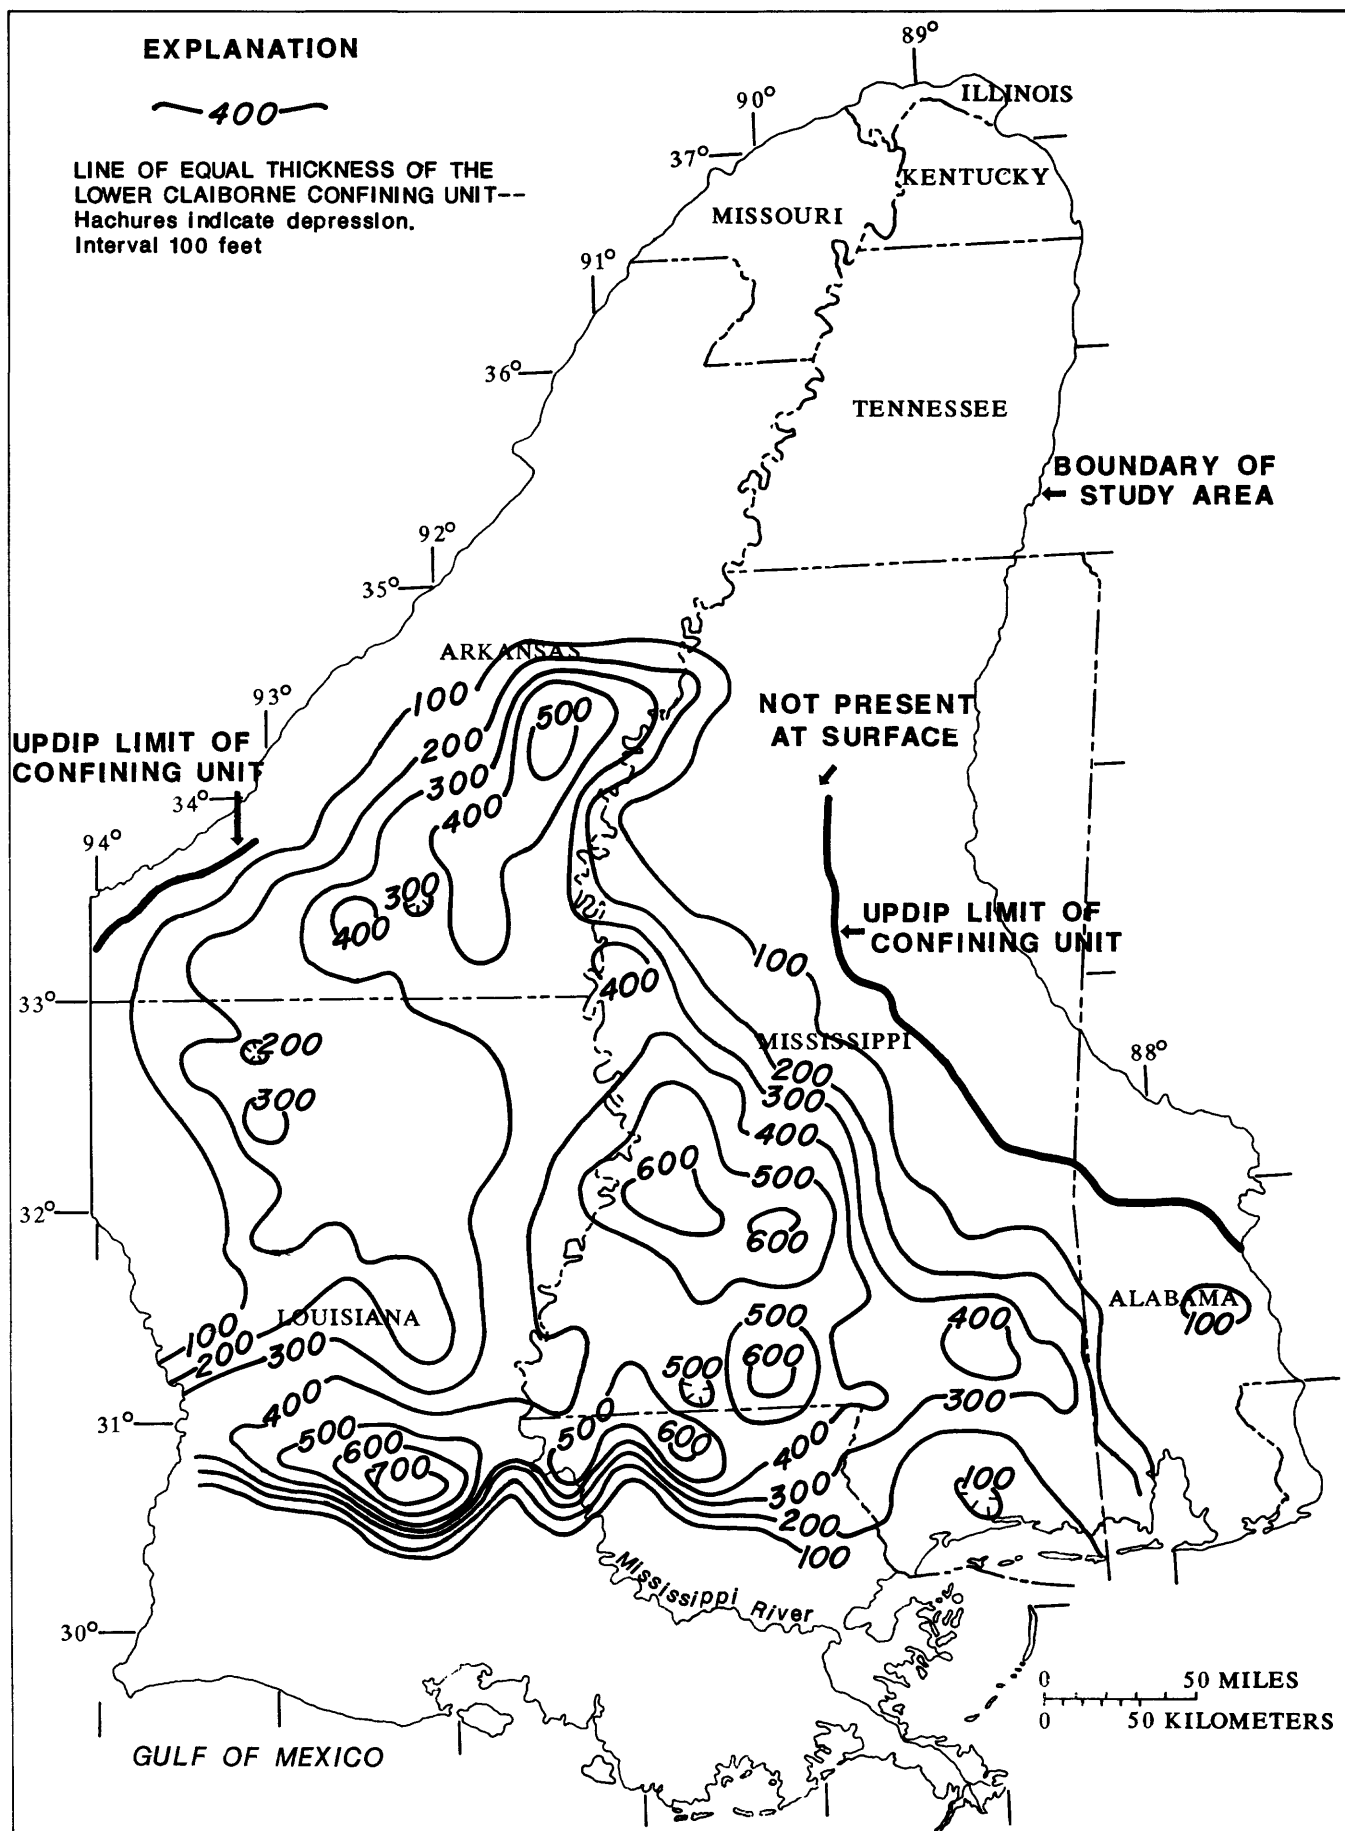 EXPLANATION
400
LINE OF EQUAL THICKNESS OF THE
LOWER CLAIBORNE CONFINING UNIT--
Hachures indicate depression.
Interval 100 feet
89°
90°
ILLINOIS
37°
KENTUCKY
MISSOURI
91°
36°
TENNESSEE
BOUNDARY OF
STUDY AREA
92°
35°
ARKANSAS
93°
100
500
NOT PRESENT
AT SURFACE
UPDIP LIMIT OF
CONFINING UNIT
200
300
34°
400
94°
300
400
UPDIP LIMIT OF
CONFINING UNIT
100
400
33°
200
MISSISSIPPI
88°
200
300
300
400
600
500
32°
600
ALABAMA
100
LOUISIANA
500
400
100
200
300
600
500
300
400
31°
500
500
600
400
600
700
100
300
200
100
Mississippi River
30°
0 50 MILES
0 50 KILOMETERS
GULF OF MEXICO